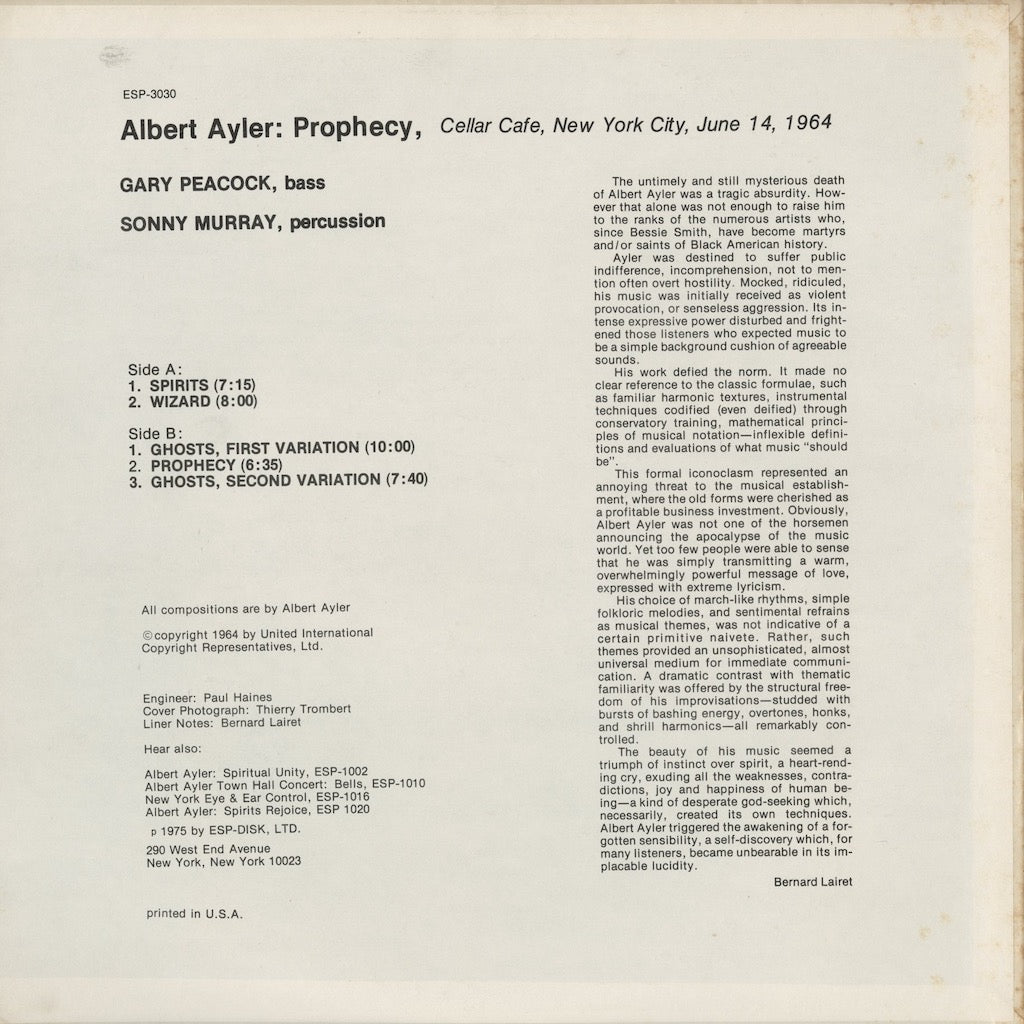 ESP-3030
Albert Ayler: Prophecy, Cellar Cafe, New York City, June 14, 1964
GARY PEACOCK, bass
SONNY MURRAY, percussion
Side A:
1. SPIRITS (7:15)
2. WIZARD (8:00)
Side B:
1. GHOSTS, FIRST VARIATION (10:00)
2. PROPHECY (6:35)
3. GHOSTS, SECOND VARIATION (7:40)
All compositions are by Albert Ayler
©copyright 1964 by United International
Copyright Representatives, Ltd.
Engineer: Paul Haines
Cover Photograph: Thierry Trombert
Liner Notes: Bernard Lairet
Hear also:
Albert Ayler: Spiritual Unity, ESP-1002
Albert Ayler Town Hall Concert: Bells, ESP-1010
New York Eye & Ear Control, ESP-1016
Albert Ayler: Spirits Rejoice, ESP 1020
p 1975 by ESP-DISK, LTD.
290 West End Avenue
New York, New York 10023
printed in U.S.A.
The untimely and still mysterious death
of Albert Ayler was a tragic absurdity. How-
ever that alone was not enough to raise him
to the ranks of the numerous artists who,
since Bessie Smith, have become martyrs
and/or saints of Black American history.
Ayler was destined to suffer public
indifference, incomprehension, not to men-
tion often overt hostility. Mocked, ridiculed,
his music was initially received as violent
provocation, or senseless aggression. Its in-
tense expressive power disturbed and fright-
ened those listeners who expected music to
be a simple background cushion of agreeable
sounds.
His work defied the norm. It made no
clear reference to the classic formulae, such
as familiar harmonic textures, instrumental
techniques codified (even deified) through
conservatory training, mathematical princi-
ples of musical notation—inflexible defini-
tions and evaluations of what music "should
be".
This formal iconoclasm represented an
annoying threat to the musical establish-
ment, where the old forms were cherished as
a profitable business investment. Obviously,
Albert Ayler was not one of the horsemen
announcing the apocalypse of the music
world. Yet too few people were able to sense
that he was simply transmitting a warm,
overwhelmingly powerful message of love,
expressed with extreme lyricism.
His choice of march-like rhythms, simple
folkloric melodies, and sentimental refrains
as musical themes, was not indicative of a
certain primitive naivete. Rather, such
themes provided an unsophisticated, almost
universal medium for immediate communi-
cation. A dramatic contrast with thematic
familiarity was offered by the structural free-
dom of his improvisations—studded with
bursts of bashing energy, overtones, honks,
and shrill harmonics—all remarkably con-
trolled.
The beauty of his music seemed a
triumph of instinct over spirit, a heart-rend-
ing cry, exuding all the weaknesses, contra-
dictions, joy and happiness of human be-
ing—a kind of desperate god-seeking which,
necessarily, created its own techniques.
Albert Ayler triggered the awakening of a for-
gotten sensibility, a self-discovery which, for
many listeners, became unbearable in its im-
placable lucidity.
Bernard Lairet